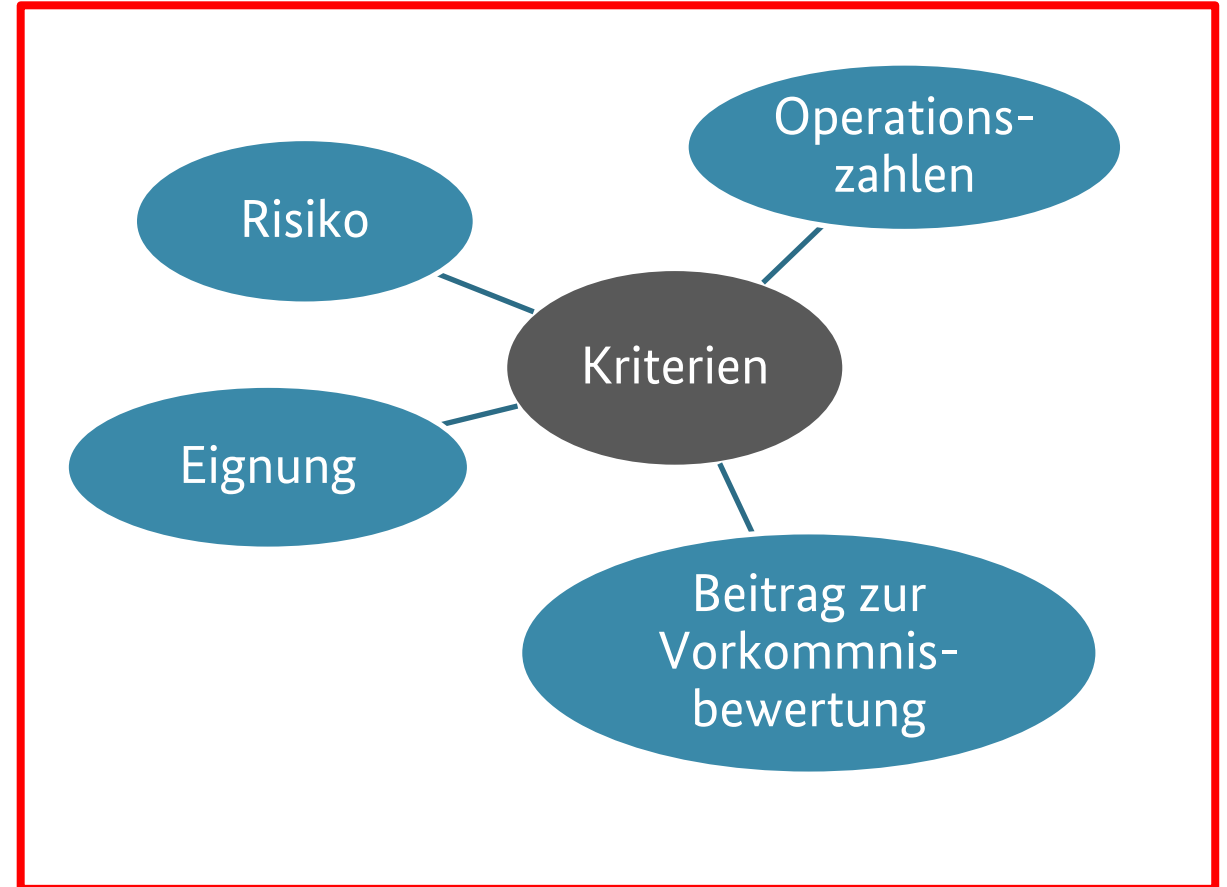 Operations-
zahlen
Risiko
Kriterien
Eignung
Beitrag zur
Vorkommnis-
bewertung